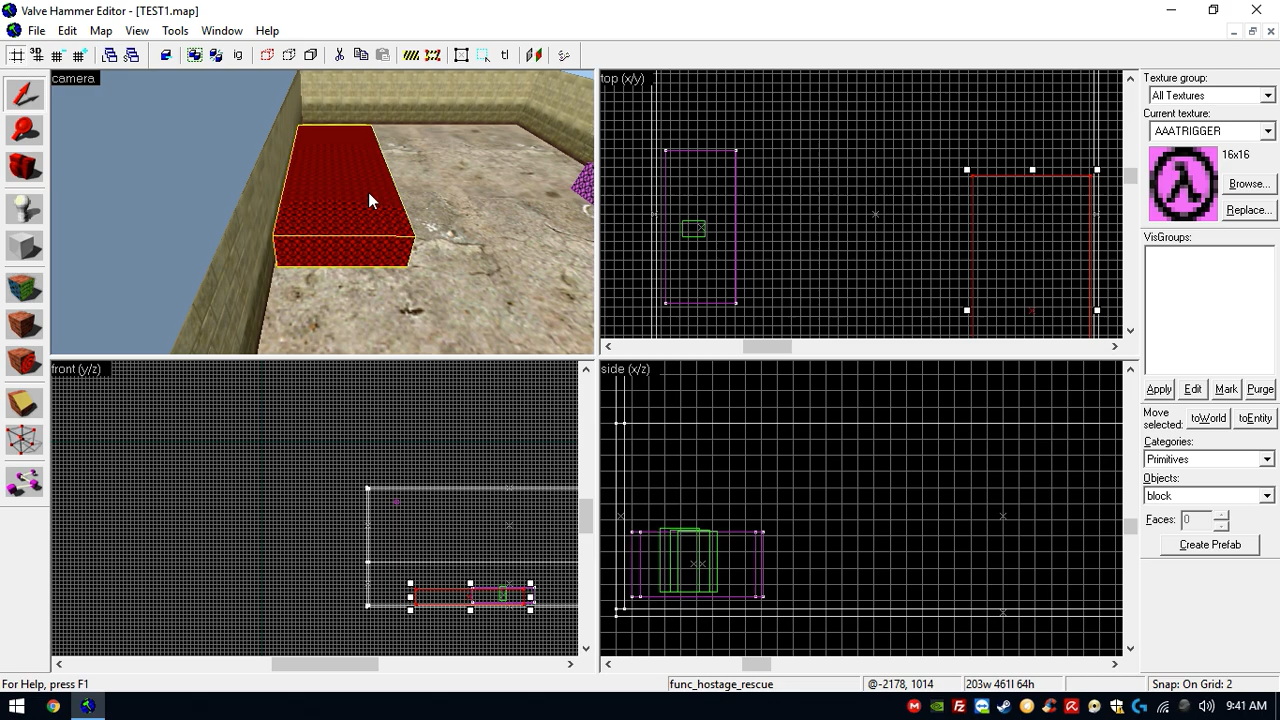 Valve Hammer Editor - [TEST1.map]
File Edit Map View Tools Window Help
3D
ig
tl
camera
top (x/y)
front (y/z)
side (x/z)
Texture group:
All Textures
Current texture:
AAATRIGGER
16x16
Browse...
Replace...
VisGroups:
Apply Edit Mark Purge
Move selected: toWorld toEntity
Categories:
Primitives
Objects:
block
Faces: 0
Create Prefab
For Help, press F1
func_hostage_rescue
@-2178, 1014
203w 461l 64h
Snap: On Grid: 2
9:41 AM